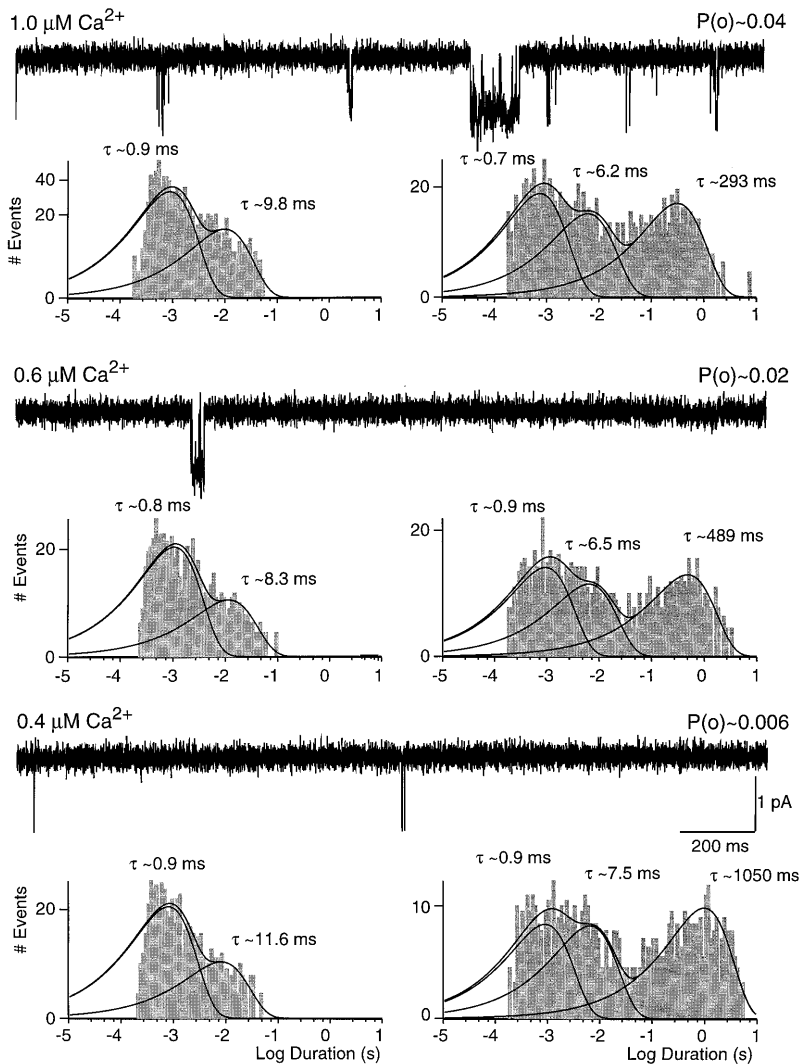 1.0 μM Ca2+ P(o)~0.04
τ ~0.9 ms
τ ~9.8 ms
τ ~0.7 ms
τ ~6.2 ms
τ ~293 ms
# Events
40
20
0
20
0
-5 -4 -3 -2 -1 0 1
-5 -4 -3 -2 -1 0 1
0.6 μM Ca2+ P(o)~0.02
τ ~0.8 ms
τ ~8.3 ms
τ ~0.9 ms
τ ~6.5 ms
τ ~489 ms
# Events
20
0
20
0
-5 -4 -3 -2 -1 0 1
-5 -4 -3 -2 -1 0 1
0.4 μM Ca2+ P(o)~0.006
1 pA
200 ms
τ ~0.9 ms
τ ~11.6 ms
τ ~0.9 ms
τ ~7.5 ms
τ ~1050 ms
# Events
20
0
10
0
-5 -4 -3 -2 -1 0 1
-5 -4 -3 -2 -1 0 1
Log Duration (s)
Log Duration (s)